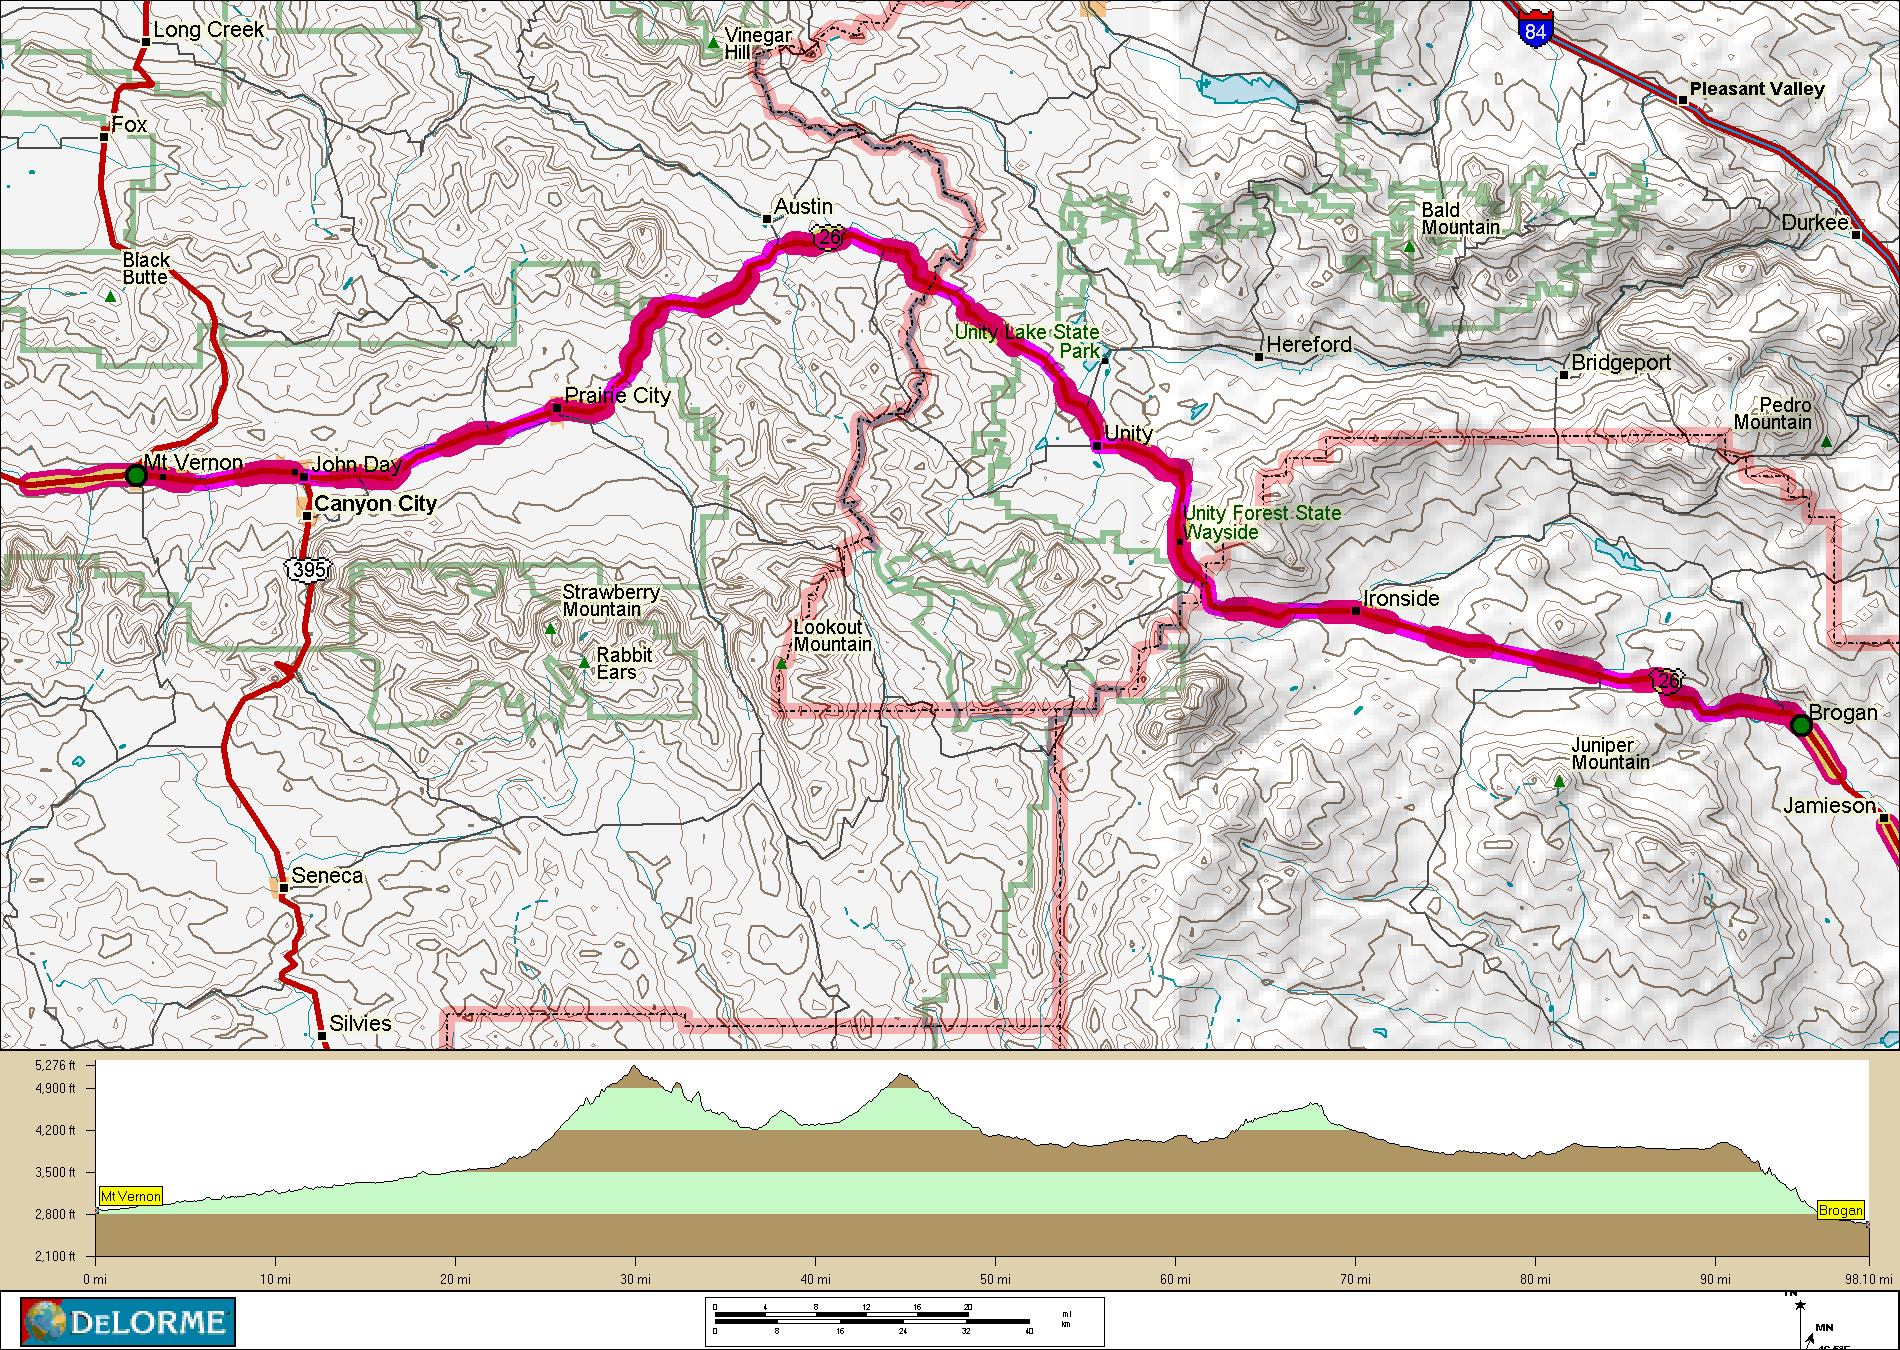 Long Creek
Vinegar
Hill
84
Pleasant Valley
Fox
Austin
Bald
Mountain
Durkee
26
Black
Butte
Unity Lake State
Park
Hereford
Bridgeport
Prairie City
Pedro
Mountain
Unity
Mt Vernon
John Day
Canyon City
Unity Forest State
Wayside
395
Strawberry
Mountain
Ironside
Lookout
Mountain
Rabbit
Ears
26
Brogan
Juniper
Mountain
Jamieson
Seneca
Silvies
5,276 ft
4,900 ft
4,200 ft
3,500 ft
2,800 ft
2,100 ft
Mt Vernon
Brogan
0 mi
10 mi
20 mi
30 mi
40 mi
50 mi
60 mi
70 mi
80 mi
90 mi
98.10 mi
DELORME
0 4 8 12 16 20 mi
0 8 16 24 32 40 km
MN